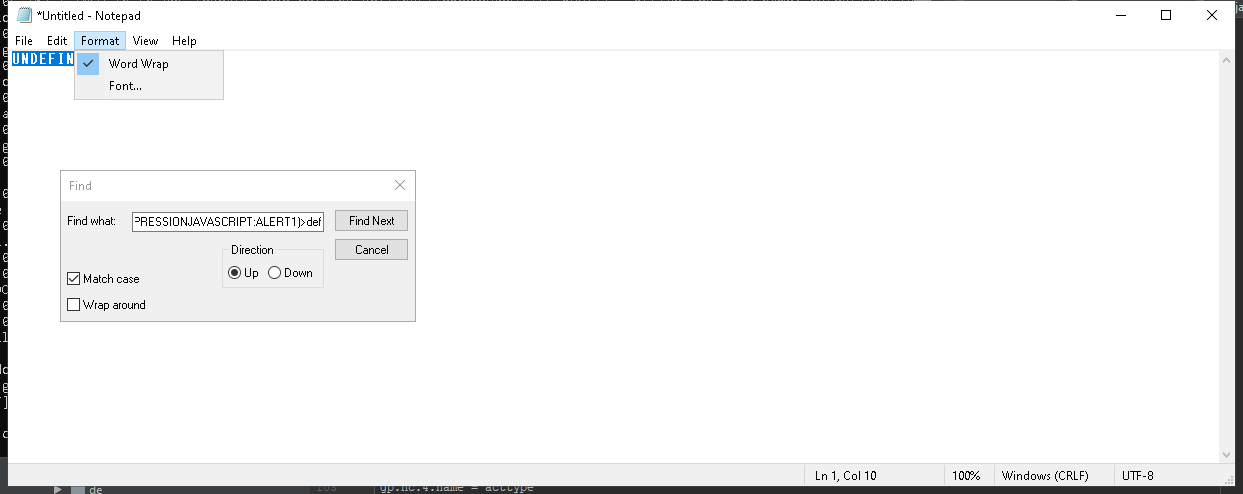 *Untitled - Notepad
File Edit Format View Help
UNDEFIN
Word Wrap
Font...
Find
Find what: PRESSIONJAVASCRIPT:ALERT1)>def Find Next
Direction Cancel
Up Down
Match case
Wrap around
Ln 1, Col 10 100% Windows (CRLF) UTF-8
de 103 gp.nc.4.name = acttype